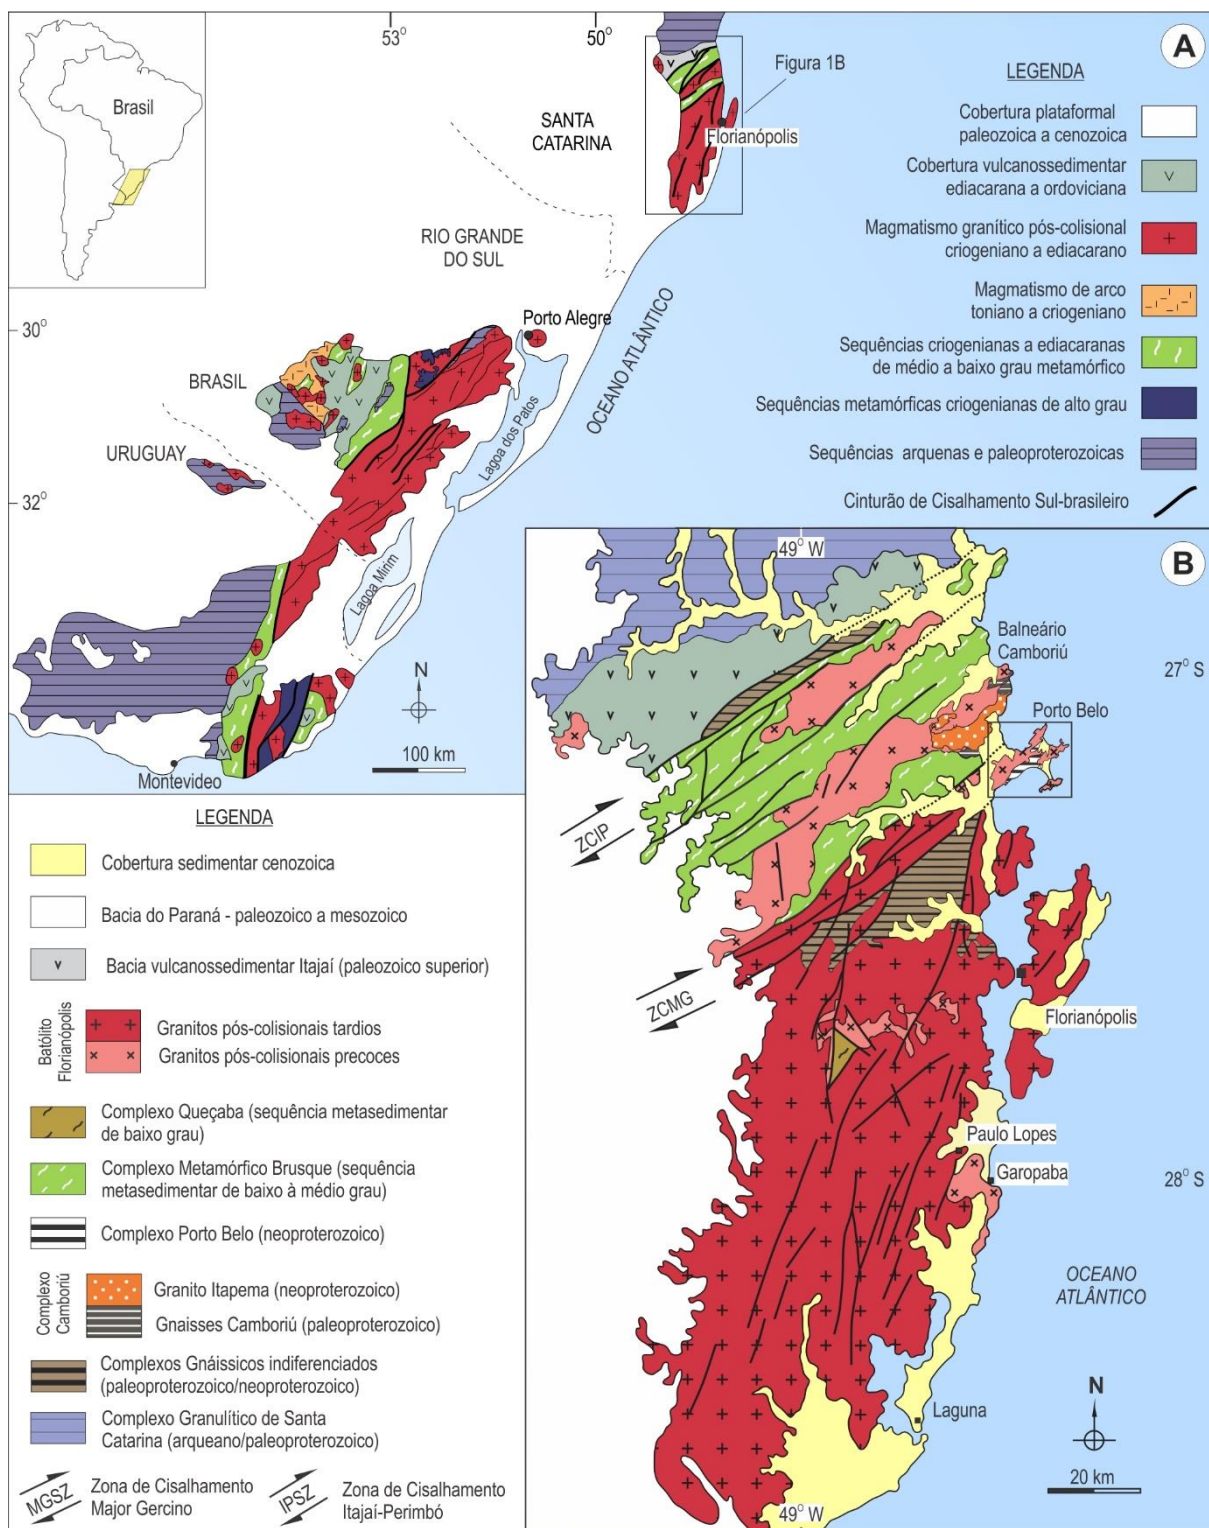 53°
50°
A
Brasil
Figura 1B
LEGENDA
SANTA
CATARINA
Florianópolis
Cobertura plataformal
paleozoica a cenozoica
Cobertura vulcanossedimentar
ediacarana a ordoviciana
Magmatismo granítico pós-colisional
criogeniano a ediacarano
Magmatismo de arco
toniano a criogeniano
Sequências criogenianas a ediacaranas
de médio a baixo grau metamórfico
Sequências metamórficas criogenianas de alto grau
Sequências arquenas e paleoproterozoicas
Cinturão de Cisalhamento Sul-brasileiro
RIO GRANDE
DO SUL
30°
Porto Alegre
OCEANO ATLÂNTICO
BRASIL
Lagoa dos Patos
URUGUAY
32°
Lagoa Mirim
N
100 km
Montevideo
49° W
B
Balneário
Camboriú
27° S
Porto Belo
ZCIP
ZCMG
Florianópolis
Paulo Lopes
Garopaba
28° S
OCEANO
ATLÂNTICO
Laguna
N
20 km
49° W
LEGENDA
Cobertura sedimentar cenozoica
Bacia do Paraná - paleozoico a mesozoico
Bacia vulcanossedimentar Itajaí (paleozoico superior)
Batólito
Florianópolis
Granitos pós-colisionais tardios
Granitos pós-colisionais precoces
Complexo Queçaba (sequência metasedimentar
de baixo grau)
Complexo Metamórfico Brusque (sequência
metasedimentar de baixo à médio grau)
Complexo Porto Belo (neoproterozoico)
Complexo
Camboriú
Granito Itapema (neoproterozoico)
Gnaisses Camboriú (paleoproterozoico)
Complexos Gnáissicos indiferenciados
(paleoproterozoico/neoproterozoico)
Complexo Granulítico de Santa
Catarina (arqueano/paleoproterozoico)
MGSZ
Zona de Cisalhamento
Major Gercino
IPSZ
Zona de Cisalhamento
Itajaí-Perimbó